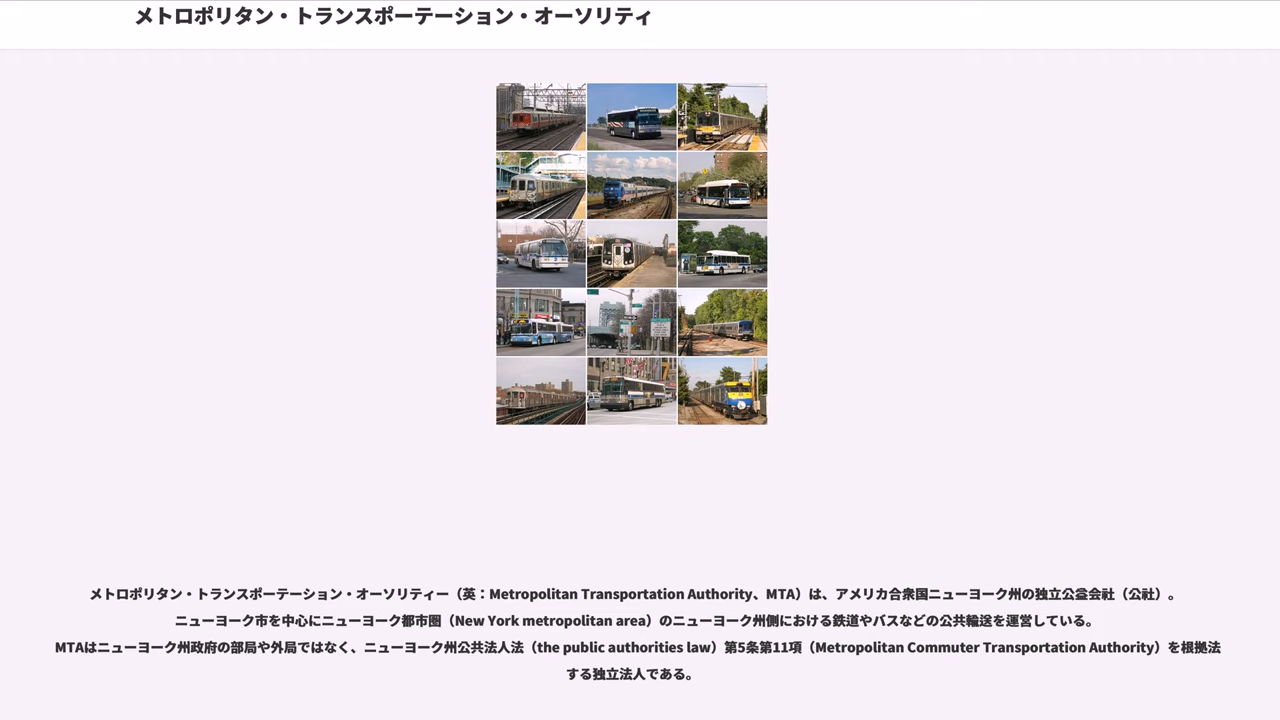 メトロポリタン・トランスポーテーション・オーソリティ
メトロポリタン・トランスポーテーション・オーソリティー（英：Metropolitan Transportation Authority、MTA）は、アメリカ合衆国ニューヨーク州の独立公益会社（公社）。
ニューヨーク市を中心にニューヨーク都市圏（New York metropolitan area）のニューヨーク州側における鉄道やバスなどの公共輸送を運営している。
MTAはニューヨーク州政府の部局や外局ではなく、ニューヨーク州公共法人法（the public authorities law）第5条第11項（Metropolitan Commuter Transportation Authority）を根拠法
する独立法人である。